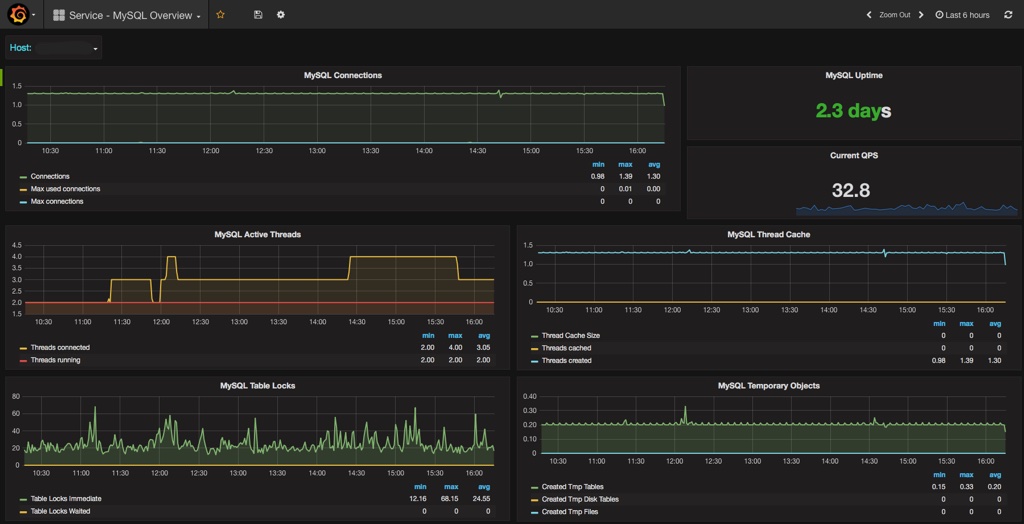 Service - MySQL Overview
Zoom Out
Last 6 hours
Host:
MySQL Connections
1.5
1.0
0.5
0
10:30 11:00 11:30 12:00 12:30 13:00 13:30 14:00 14:30 15:00 15:30 16:00
min max avg
Connections 0.98 1.39 1.30
Max used connections 0 0.01 0.00
Max connections 0 0 0
MySQL Uptime
2.3 days
Current QPS
32.8
MySQL Active Threads
4.5
4.0
3.5
3.0
2.5
2.0
1.5
10:30 11:00 11:30 12:00 12:30 13:00 13:30 14:00 14:30 15:00 15:30 16:00
min max avg
Threads connected 2.00 4.00 3.05
Threads running 2.00 2.00 2.00
MySQL Thread Cache
1.5
1.0
0.5
0
10:30 11:00 11:30 12:00 12:30 13:00 13:30 14:00 14:30 15:00 15:30 16:00
min max avg
Thread Cache Size 0 0 0
Threads cached 0 0 0
Threads created 0.98 1.39 1.30
MySQL Table Locks
80
60
40
20
0
10:30 11:00 11:30 12:00 12:30 13:00 13:30 14:00 14:30 15:00 15:30 16:00
min max avg
Table Locks Immediate 12.16 68.15 24.55
Table Locks Waited 0 0 0
MySQL Temporary Objects
0.40
0.30
0.20
0.10
0
10:30 11:00 11:30 12:00 12:30 13:00 13:30 14:00 14:30 15:00 15:30 16:00
min max avg
Created Tmp Tables 0.15 0.33 0.20
Created Tmp Disk Tables 0 0 0
Created Tmp Files 0 0 0